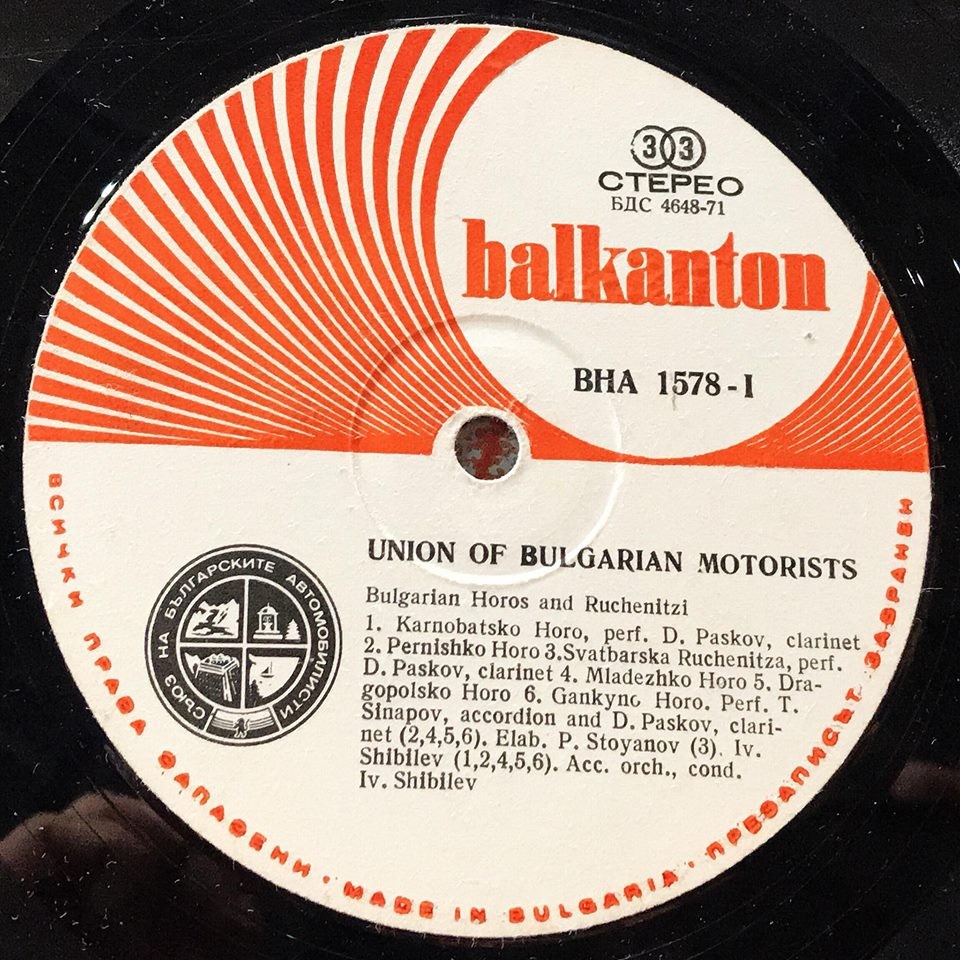 33
СТЕРЕО
БДС 4648-71
balkanton
ВНА 1578-I
UNION OF BULGARIAN MOTORISTS
Bulgarian Horos and Ruchenitzi
1. Karnobatsko Horo, perf. D. Paskov, clarinet
2. Pernishko Horo 3.Svatbarska Ruchenitza, perf.
D. Paskov, clarinet 4. Mladezhko Horo 5. Dra-
gopolsko Horo 6. Gankyno Horo. Perf. T.
Sinapov, accordion and D. Paskov, clari-
net (2,4,5,6). Elab. P. Stoyanov (3). Iv.
Shibilev (1,2,4,5,6). Acc. orch., cond.
Iv. Shibilev
СЪЮЗ НА БЪЛГАРСКИТЕ АВТОМОБИЛИСТИ
ВСИЧКИ ПРАВА ЗАПАЗЕНИ · MADE IN BULGARIA · ПРЕЗАПИСЪТ ЗАБРАНЕН